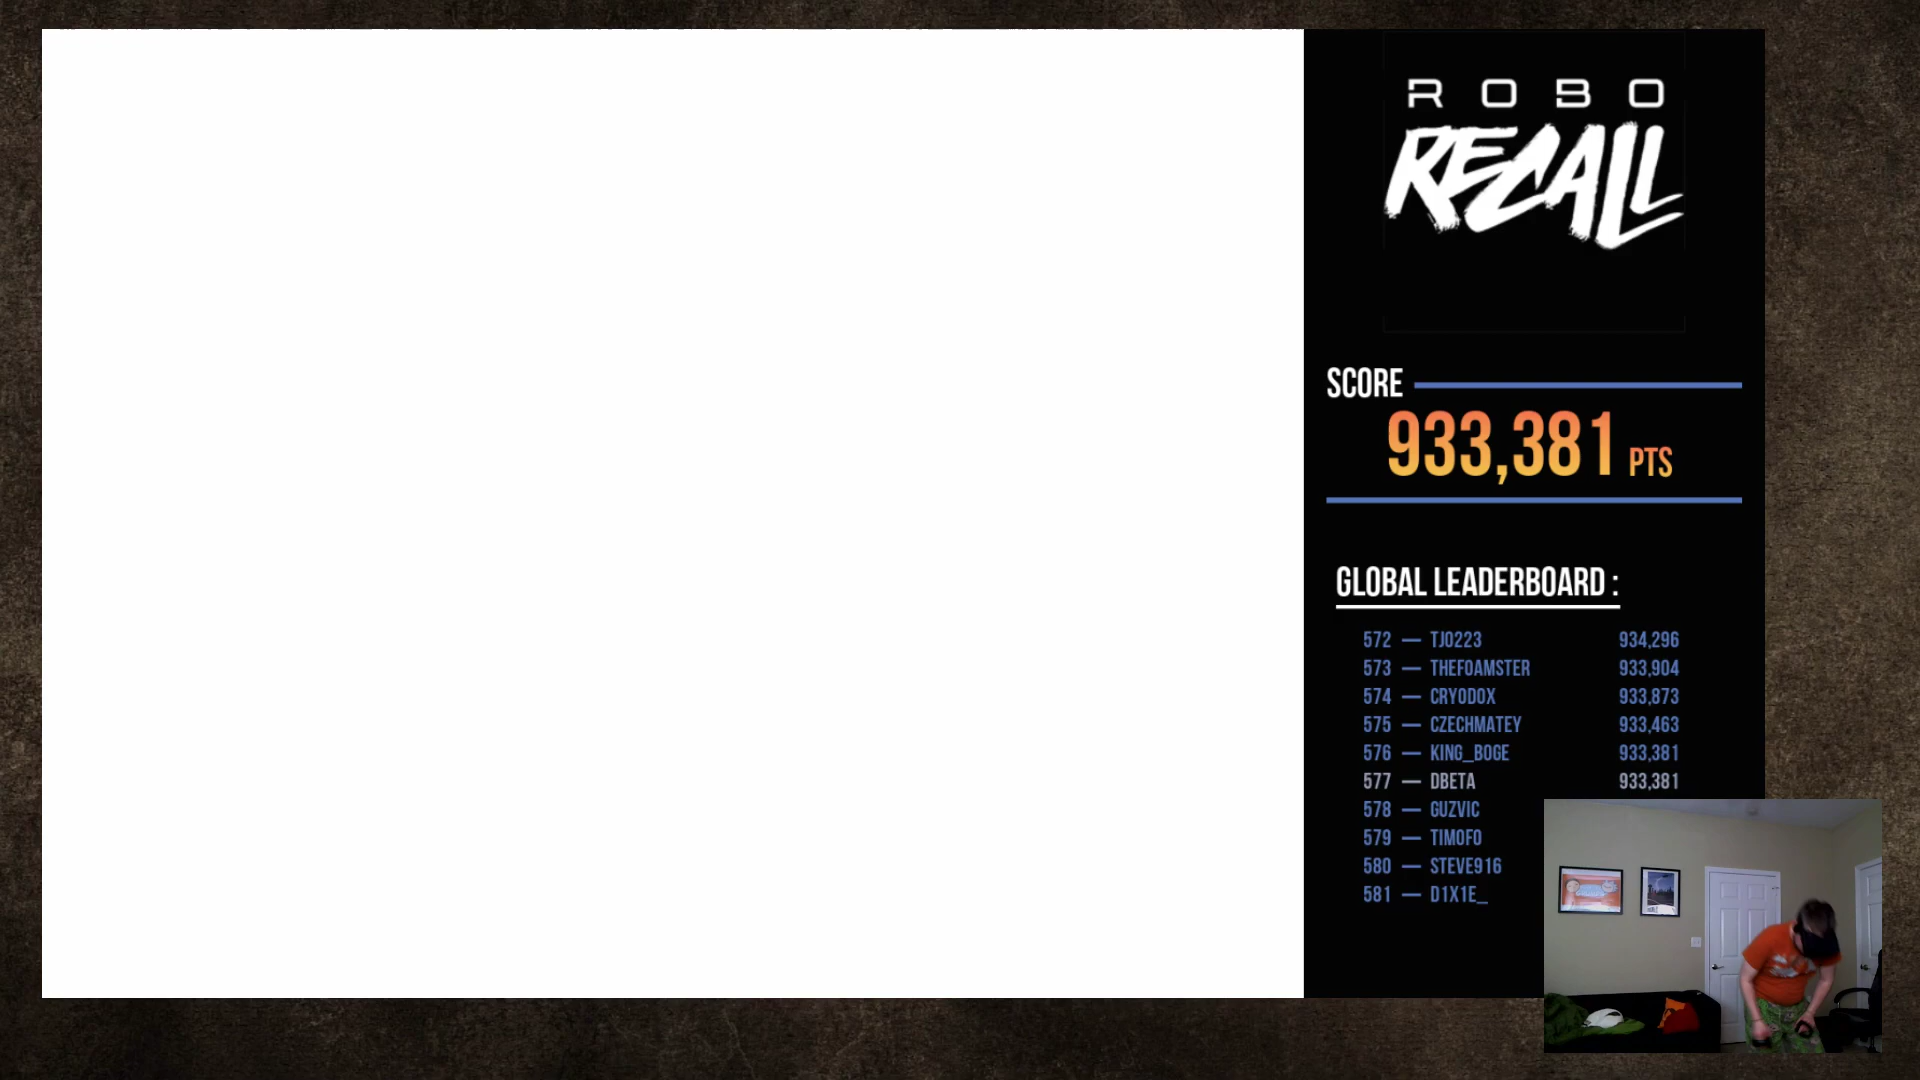 ROBO
RECALL
SCORE
933,381 PTS
GLOBAL LEADERBOARD :
572 — TJ0223 934,296
573 — THEFOAMSTER 933,904
574 — CRYODOX 933,873
575 — CZECHMATEY 933,463
576 — KING_BOGE 933,381
577 — DBETA 933,381
578 — GUZVIC
579 — TIMOFO
580 — STEVE916
581 — D1X1E_